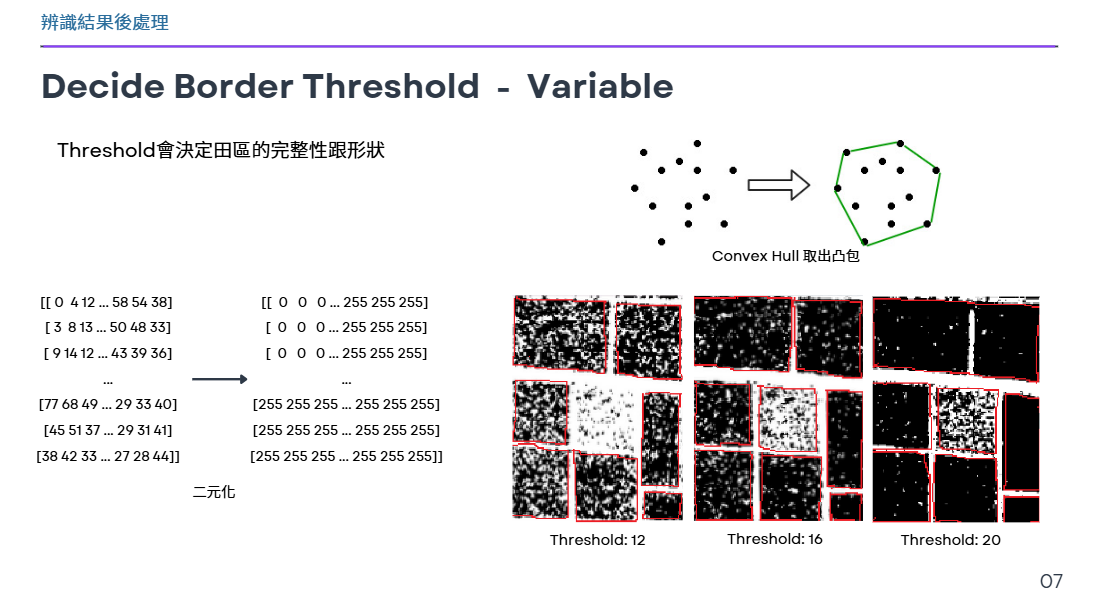 辨識結果後處理
Decide Border Threshold - Variable
Threshold會決定田區的完整性跟形狀
Convex Hull 取出凸包
[[ 0 4 12 ... 58 54 38]
[ 3 8 13 ... 50 48 33]
[ 9 14 12 ... 43 39 36]
...
[77 68 49 ... 29 33 40]
[45 51 37 ... 29 31 41]
[38 42 33 ... 27 28 44]]
[[ 0 0 0 ... 255 255 255]
[ 0 0 0 ... 255 255 255]
[ 0 0 0 ... 255 255 255]
...
[255 255 255 ... 255 255 255]
[255 255 255 ... 255 255 255]
[255 255 255 ... 255 255 255]]
二元化
Threshold: 12
Threshold: 16
Threshold: 20
07